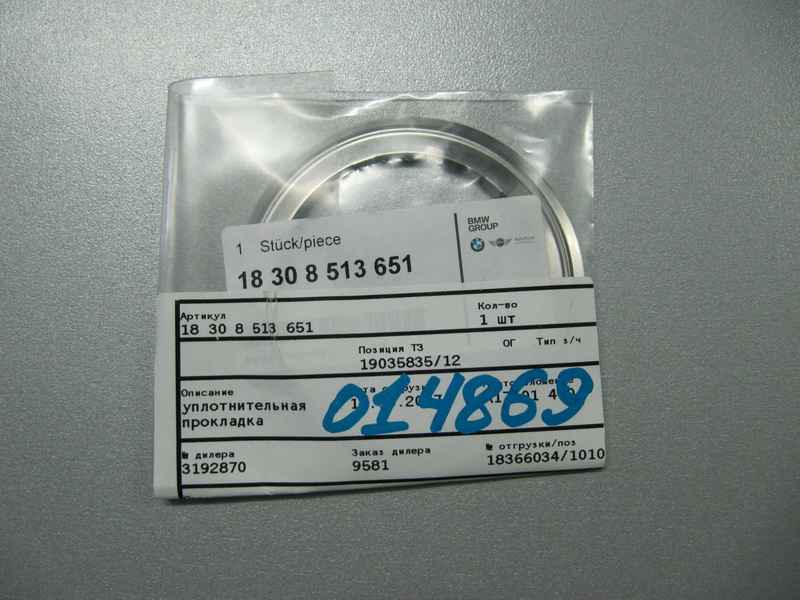 1 Stück/piece
BMW
GROUP
18 30 8 513 651
Артикул
Кол-во
18 30 8 513 651
1 шт
Позиция ТЗ
ОГ
Тип з/ч
19035835/12
Описание
уплотнительная
прокладка
014869
№ дилера
Заказ дилера
№ отгрузки/поз
3192870
9581
18366034/1010